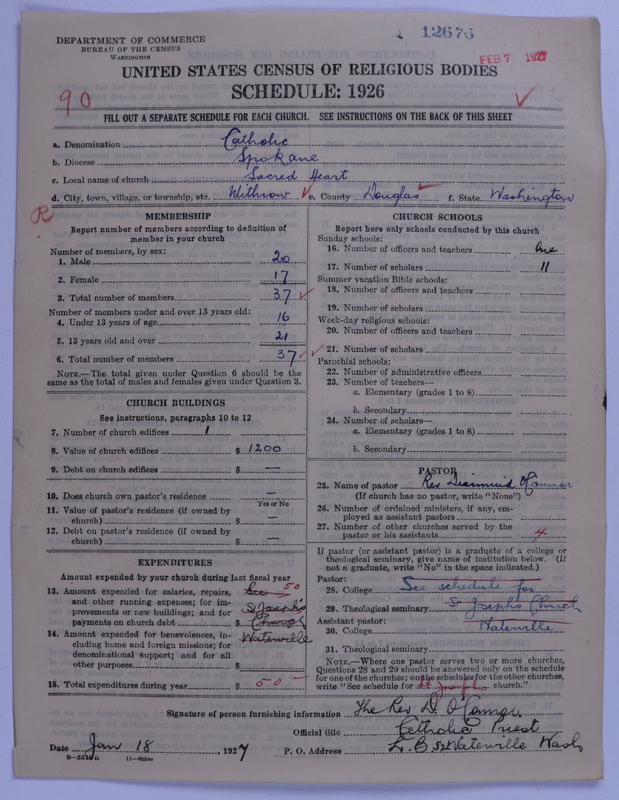 12676
DEPARTMENT OF COMMERCE
BUREAU OF THE CENSUS
WASHINGTON
FEB 7 1927
UNITED STATES CENSUS OF RELIGIOUS BODIES
SCHEDULE: 1926
90
FILL OUT A SEPARATE SCHEDULE FOR EACH CHURCH. SEE INSTRUCTIONS ON THE BACK OF THIS SHEET
a. Denomination Catholic
b. Diocese Spokane
c. Local name of church Sacred Heart
d. City, town, village, or township, etc. Withrow e. County Douglas f. State Washington
R
MEMBERSHIP
Report number of members according to definition of
member in your church
Number of members, by sex:
1. Male 20
2. Female 17
3. Total number of members 37
Number of members under and over 13 years old:
4. Under 13 years of age 16
5. 13 years old and over 21
6. Total number of members 37
NOTE.—The total given under Question 6 should be the
same as the total of males and females given under Question 3.
CHURCH BUILDINGS
See instructions, paragraphs 10 to 12
7. Number of church edifices 1
8. Value of church edifices $ 1200
9. Debt on church edifices $ —
10. Does church own pastor's residence —
Yes or No
11. Value of pastor's residence (if owned by
church) $ —
12. Debt on pastor's residence (if owned by
church) $ —
EXPENDITURES
Amount expended by your church during last fiscal year
13. Amount expended for salaries, repairs, See 50
and other running expenses; for im- St Joseph's
provements or new buildings; and for
payments on church debt $ Church
14. Amount expended for benevolences, in- Waterville
cluding home and foreign missions; for
denominational support; and for all
other purposes $
15. Total expenditures during year $ 50 —
CHURCH SCHOOLS
Report here only schools conducted by this church
Sunday schools:
16. Number of officers and teachers One
17. Number of scholars 11
Summer vacation Bible schools:
18. Number of officers and teachers
19. Number of scholars
Week-day religious schools:
20. Number of officers and teachers
21. Number of scholars
Parochial schools:
22. Number of administrative officers
23. Number of teachers—
a. Elementary (grades 1 to 8)
b. Secondary
24. Number of scholars—
a. Elementary (grades 1 to 8)
b. Secondary
PASTOR
25. Name of pastor Rev Diarmuid O'Connor
(If church has no pastor, write "None")
26. Number of ordained ministers, if any, em-
ployed as assistant pastors
27. Number of other churches served by the
pastor or his assistants 4
If pastor (or assistant pastor) is a graduate of a college or
theological seminary, give name of institution below. (If
not a graduate, write "No" in the space indicated.)
Pastor:
28. College See schedule for
29. Theological seminary St Josephs Church
Assistant pastor:
30. College Waterville
31. Theological seminary
NOTE.—Where one pastor serves two or more churches,
Questions 28 and 29 should be answered only on the schedule
for one of the churches; on the schedules for the other churches,
write "See schedule for St Josephs church."
Signature of person furnishing information The Rev D. O'Connor
Official title Catholic Priest
Date Jan 18, 1927 P. O. Address L. B 52 Waterville Wash